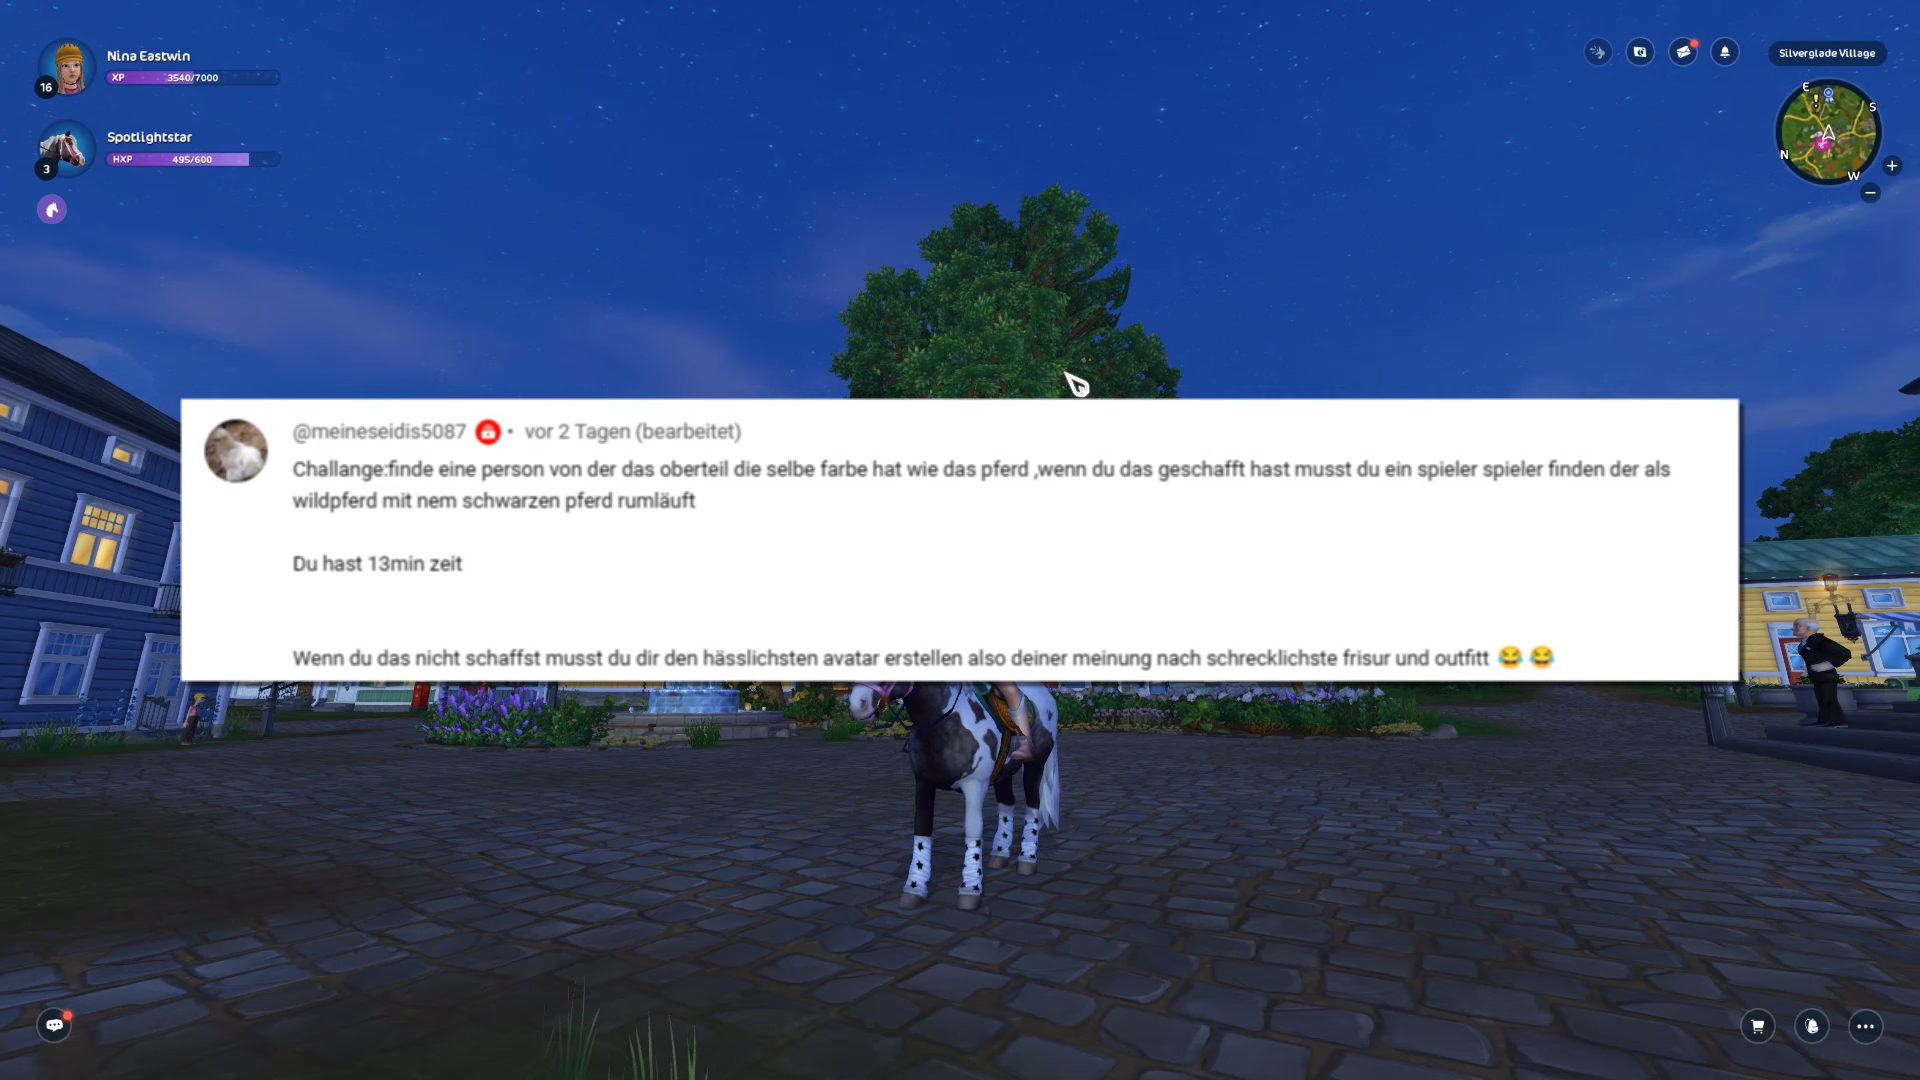 Nina Eastwin
16
XP 3540/7000
Spotlightstar
3
HXP 495/600
Silverglade Village
E
S
N
W
@meineseidis5087 • vor 2 Tagen (bearbeitet)
Challange:finde eine person von der das oberteil die selbe farbe hat wie das pferd ,wenn du das geschafft hast musst du ein spieler spieler finden der als
wildpferd mit nem schwarzen pferd rumläuft
Du hast 13min zeit
Wenn du das nicht schaffst musst du dir den hässlichsten avatar erstellen also deiner meinung nach schrecklichste frisur und outfitt 😂 😂